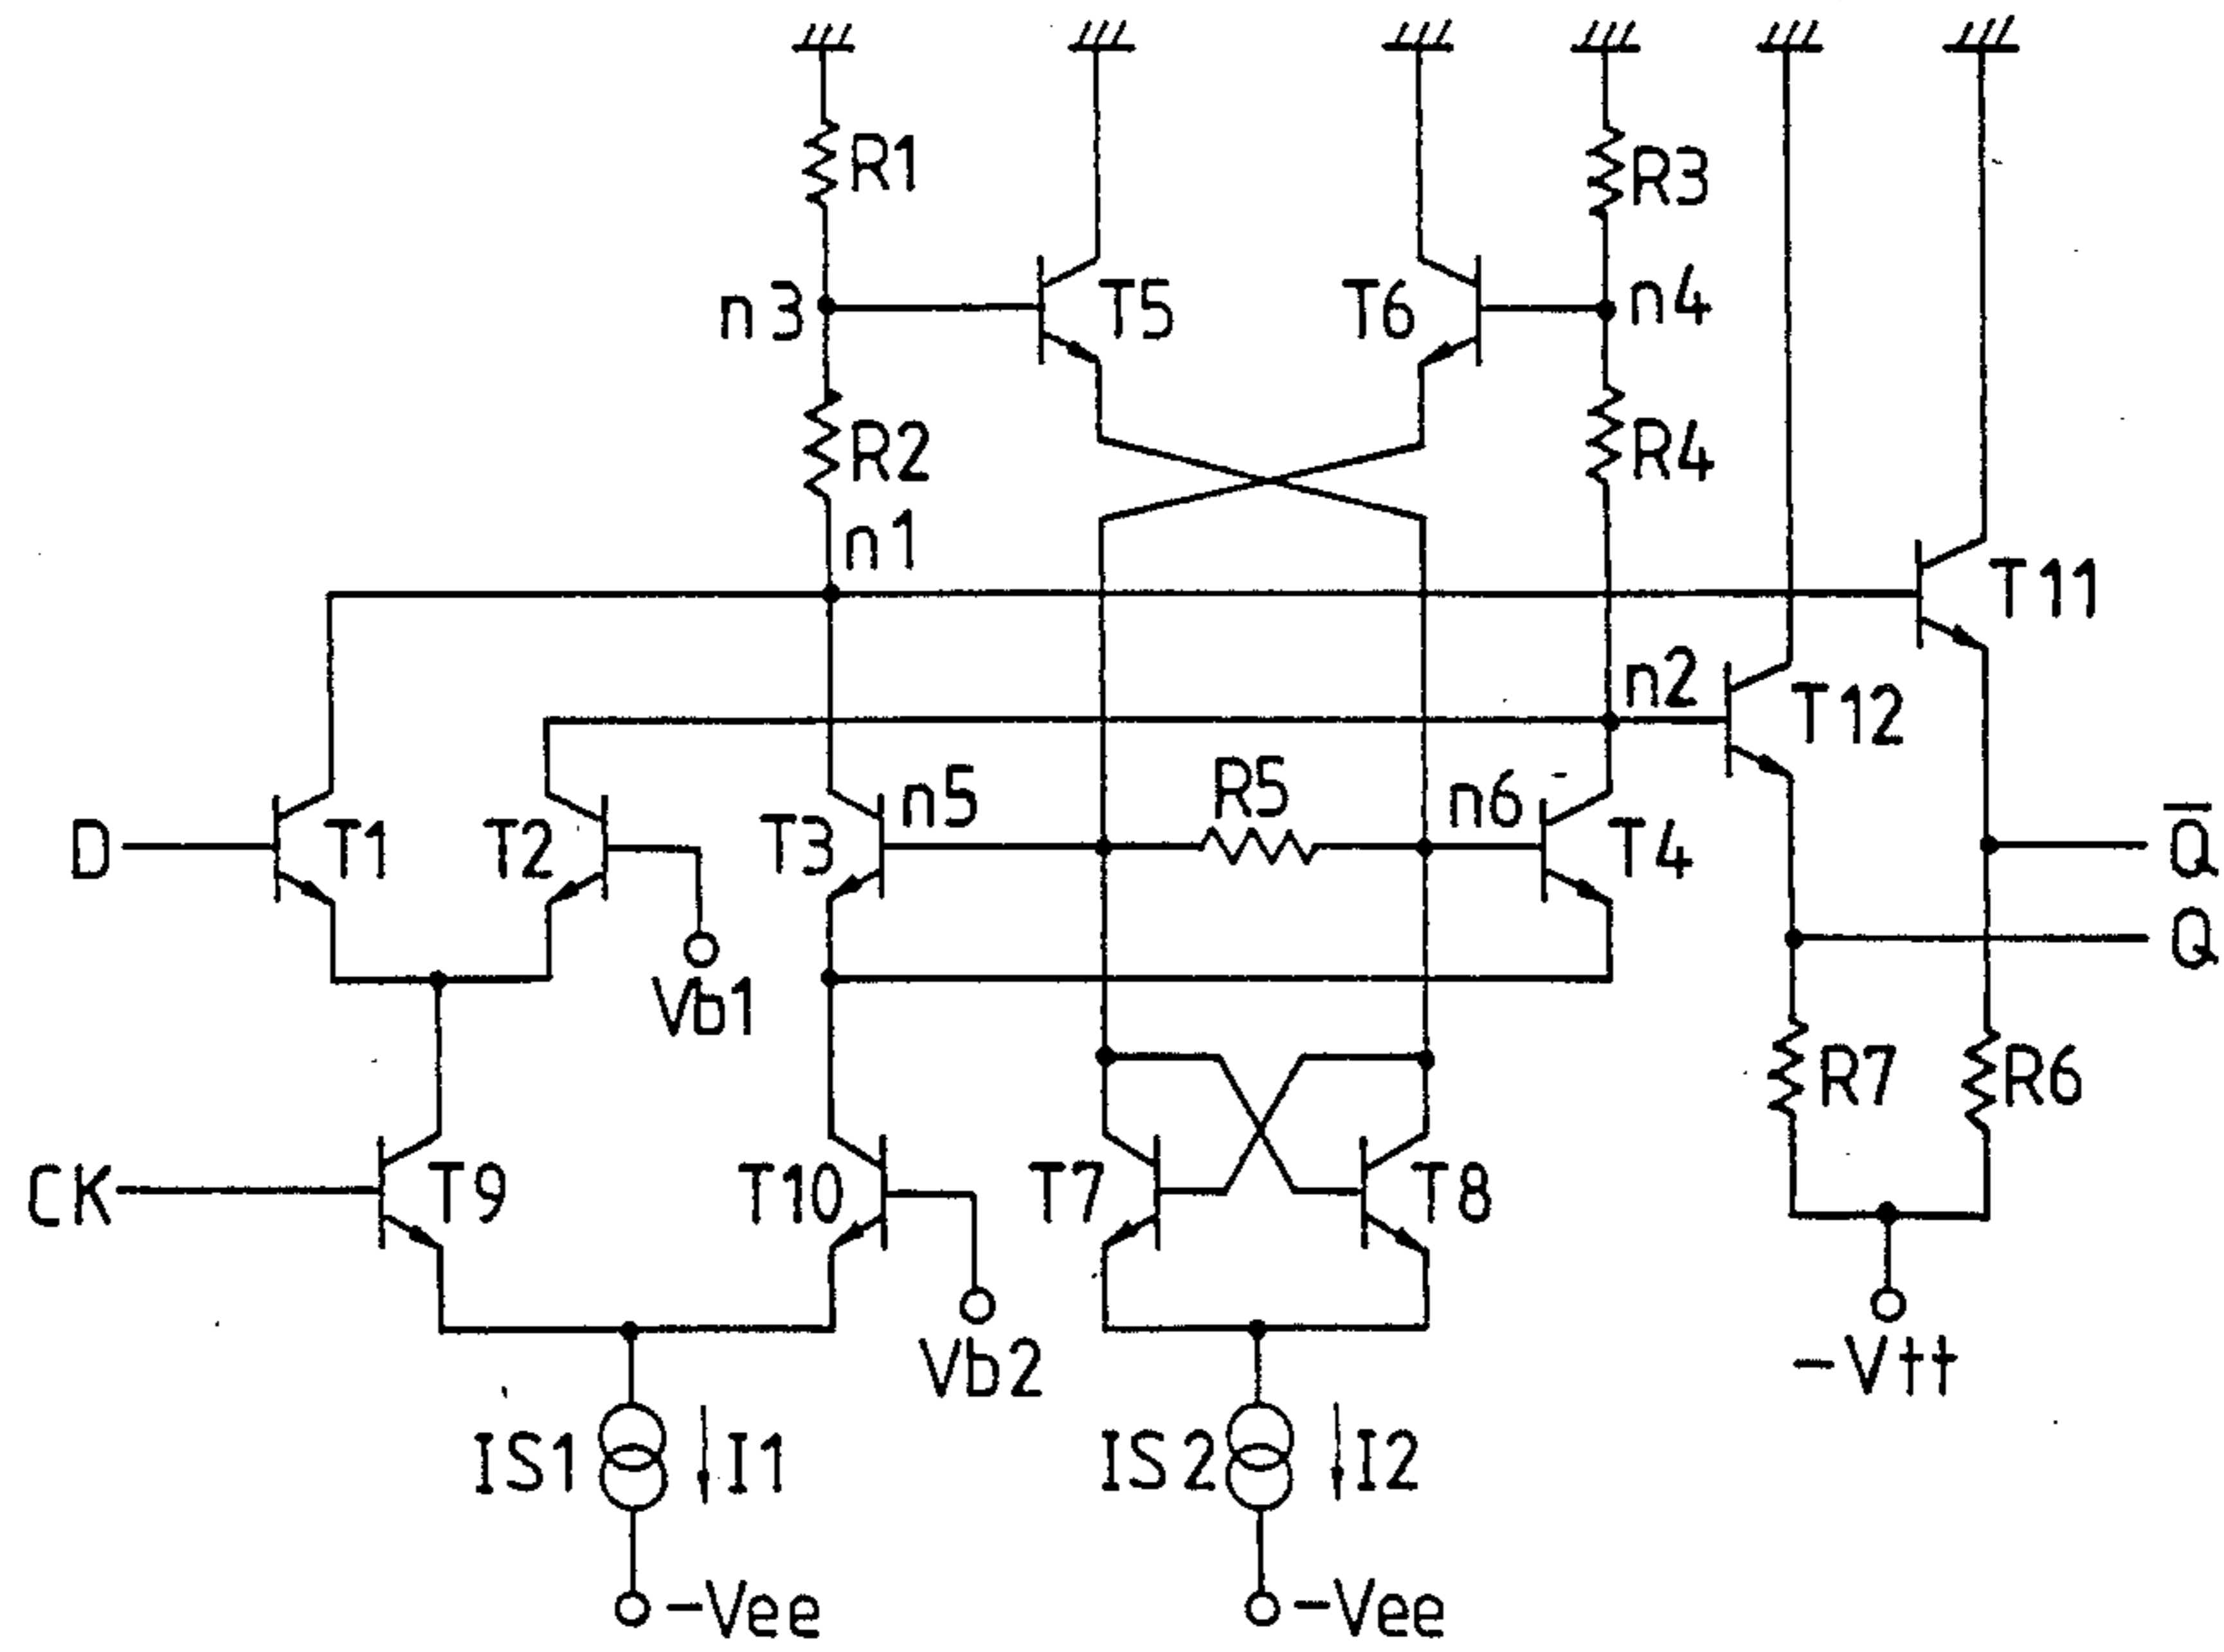 R1
R3
n3
T5
T6
n4
R2
R4
n1
T11
n2
T12
D
T1
T2
T3
n5
R5
n6
T4
Q̅
Q
Vb1
CK
T9
T10
T7
T8
R7
R6
Vb2
-Vtt
IS1
I1
IS2
I2
-Vee
-Vee